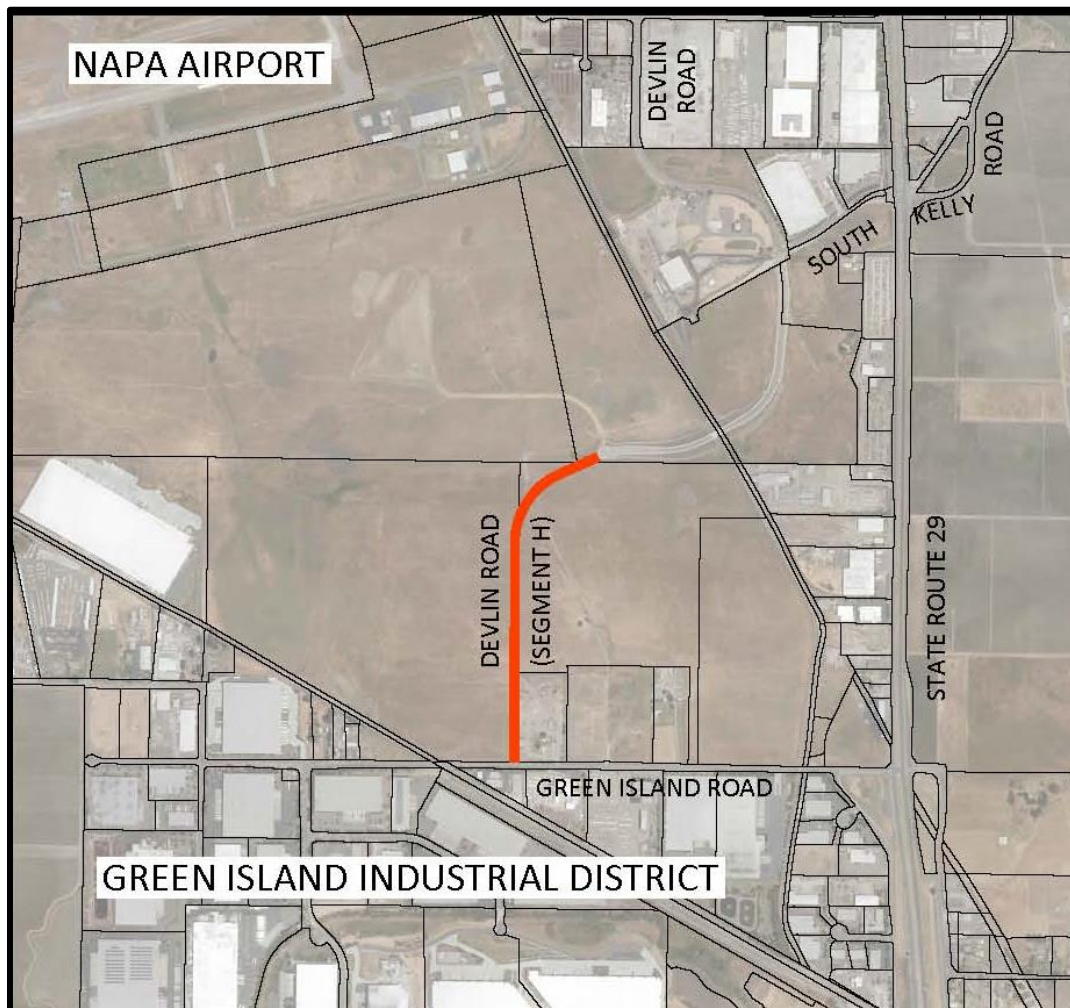 NAPA AIRPORT
DEVLIN
ROAD
SOUTH KELLY
ROAD
DEVLIN ROAD
(SEGMENT H)
STATE ROUTE 29
GREEN ISLAND ROAD
GREEN ISLAND INDUSTRIAL DISTRICT